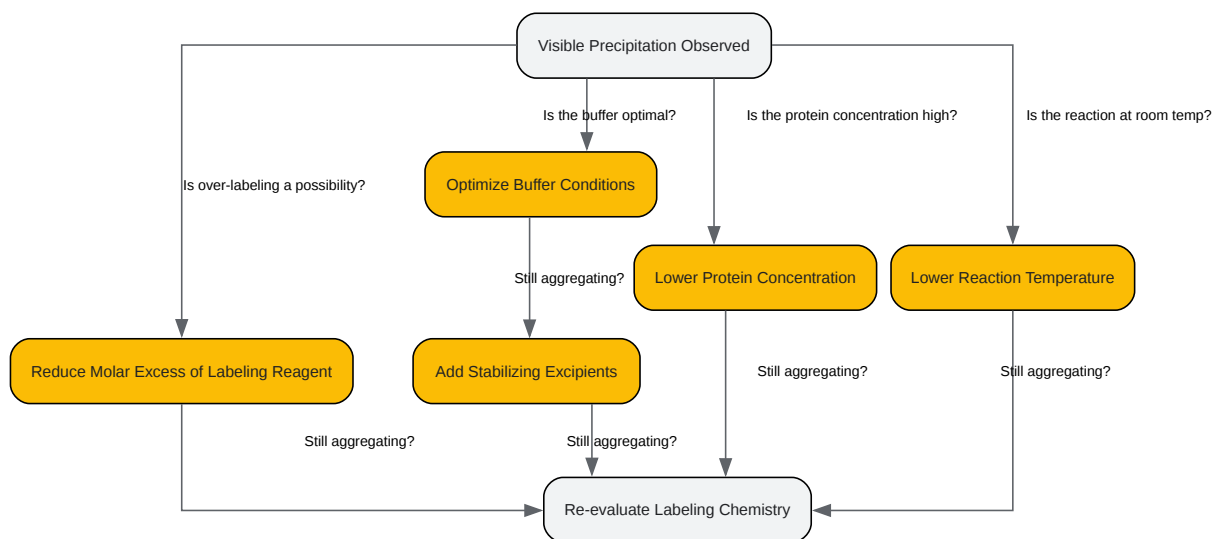 Visible Precipitation Observed
Is the buffer optimal?
Is the protein concentration high?
Is the reaction at room temp?
Is over-labeling a possibility?
Optimize Buffer Conditions
Still aggregating?
Lower Protein Concentration
Lower Reaction Temperature
Reduce Molar Excess of Labeling Reagent
Add Stabilizing Excipients
Still aggregating?
Still aggregating?
Still aggregating?
Still aggregating?
Re-evaluate Labeling Chemistry